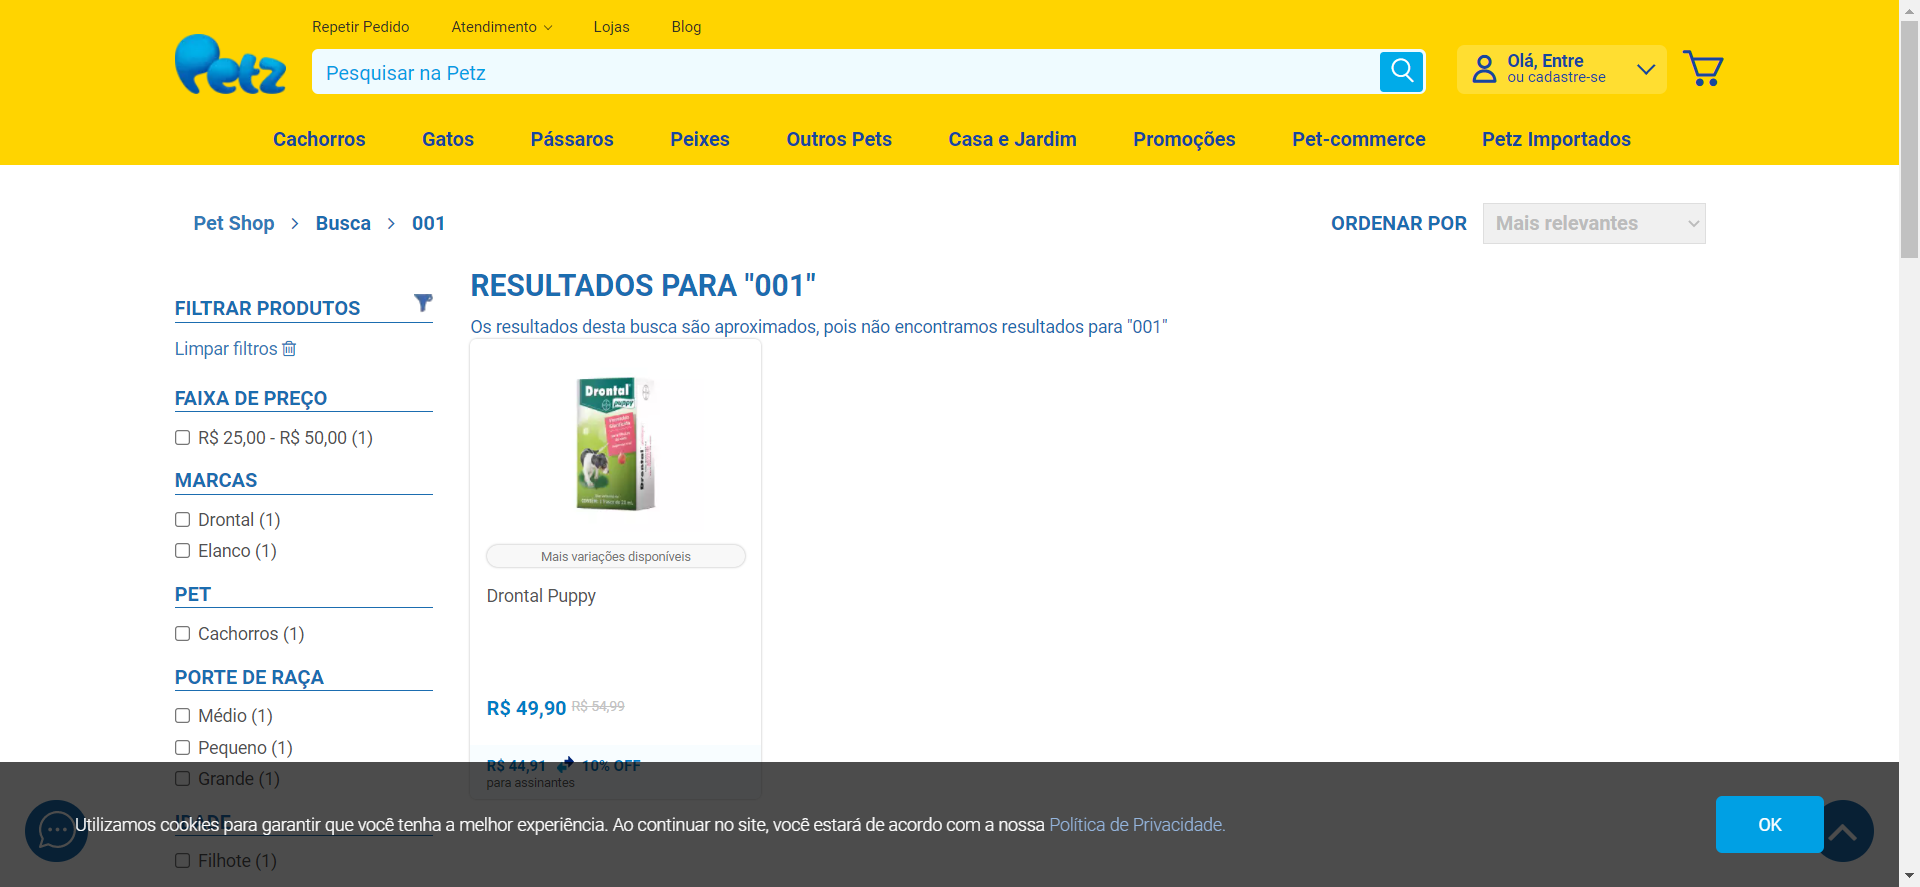 Repetir Pedido
Atendimento
Lojas
Blog
Petz
Pesquisar na Petz
Olá, Entre
ou cadastre-se
Cachorros
Gatos
Pássaros
Peixes
Outros Pets
Casa e Jardim
Promoções
Pet-commerce
Petz Importados
Pet Shop > Busca > 001
ORDENAR POR
Mais relevantes
FILTRAR PRODUTOS
Limpar filtros
FAIXA DE PREÇO
R$ 25,00 - R$ 50,00 (1)
MARCAS
Drontal (1)
Elanco (1)
PET
Cachorros (1)
PORTE DE RAÇA
Médio (1)
Pequeno (1)
Grande (1)
IDADE
Filhote (1)
RESULTADOS PARA "001"
Os resultados desta busca são aproximados, pois não encontramos resultados para "001"
Drontal
puppy
Drontal
Mais variações disponíveis
Drontal Puppy
R$ 49,90 R$ 54,99
R$ 44,91 10% OFF
para assinantes
Utilizamos cookies para garantir que você tenha a melhor experiência. Ao continuar no site, você estará de acordo com a nossa Política de Privacidade.
OK